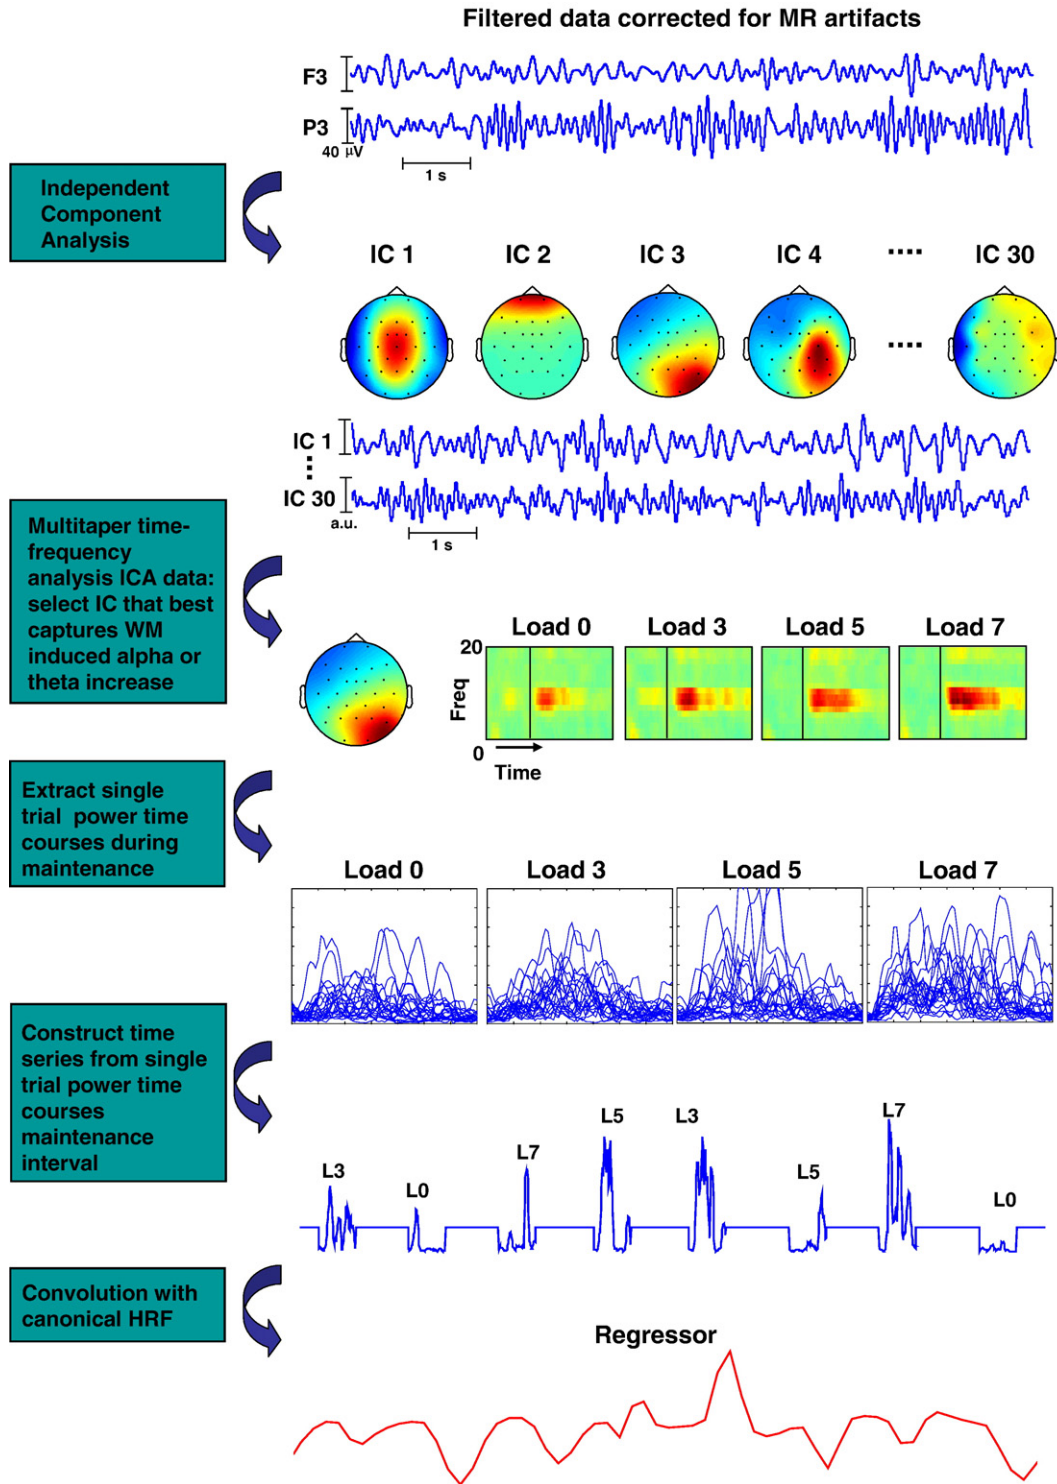 Filtered data corrected for MR artifacts
F3
P3
40 μV
1 s
Independent
Component
Analysis
IC 1 IC 2 IC 3 IC 4 .... IC 30
....
IC 1
IC 30
a.u.
1 s
Multitaper time-
frequency
analysis ICA data:
select IC that best
captures WM
induced alpha or
theta increase
Load 0 Load 3 Load 5 Load 7
20
Freq
0
Time
Extract single
trial power time
courses during
maintenance
Load 0 Load 3 Load 5 Load 7
Construct time
series from single
trial power time
courses
maintenance
interval
L3 L0 L7 L5 L3 L5 L7 L0
Convolution with
canonical HRF
Regressor